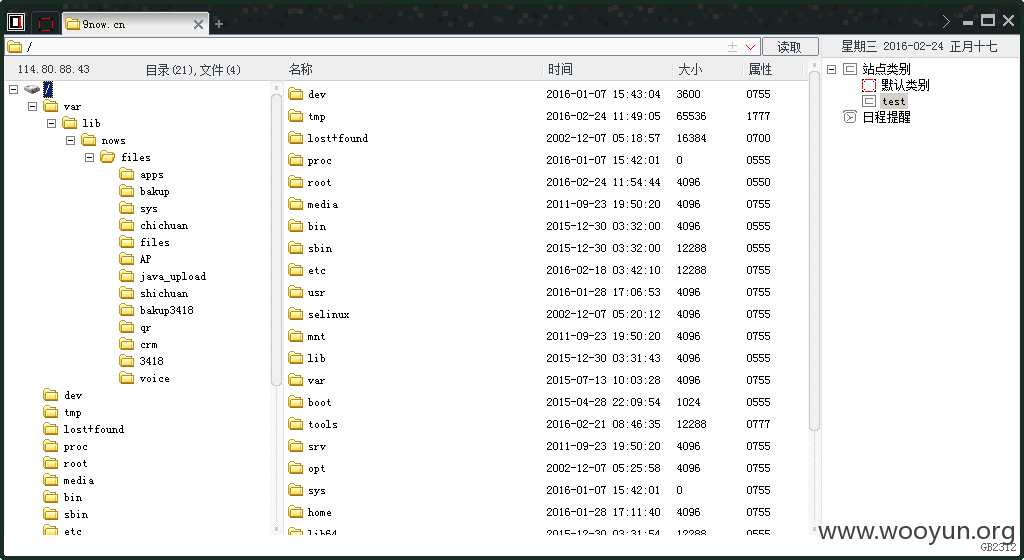 9now.cn
/
读取
星期三 2016-02-24 正月十七
114.80.88.43 目录(21),文件(4)
名称 时间 大小 属性
/
var
lib
nows
files
apps
bakup
sys
chichuan
files
AP
java_upload
shichuan
bakup3418
qr
crm
3418
voice
dev
tmp
lost+found
proc
root
media
bin
sbin
etc
dev 2016-01-07 15:43:04 3600 0755
tmp 2016-02-24 11:49:05 65536 1777
lost+found 2002-12-07 05:18:57 16384 0700
proc 2016-01-07 15:42:01 0 0555
root 2016-02-24 11:54:44 4096 0550
media 2011-09-23 19:50:20 4096 0755
bin 2015-12-30 03:32:00 4096 0555
sbin 2015-12-30 03:32:00 12288 0555
etc 2016-02-18 03:42:10 12288 0755
usr 2016-01-28 17:06:53 4096 0755
selinux 2002-12-07 05:20:12 4096 0755
mnt 2011-09-23 19:50:20 4096 0755
lib 2015-12-30 03:31:43 4096 0555
var 2015-07-13 10:03:28 4096 0755
boot 2015-04-28 22:09:54 1024 0555
tools 2016-02-21 08:46:35 12288 0777
srv 2011-09-23 19:50:20 4096 0755
opt 2002-12-07 05:25:58 4096 0755
sys 2016-01-07 15:42:01 0 0755
home 2016-01-28 17:11:40 4096 0755
lib64 2015-12-30 03:31:54 12288 0555
站点类别
默认类别
test
日程提醒
www.wooyun.org
GB2312